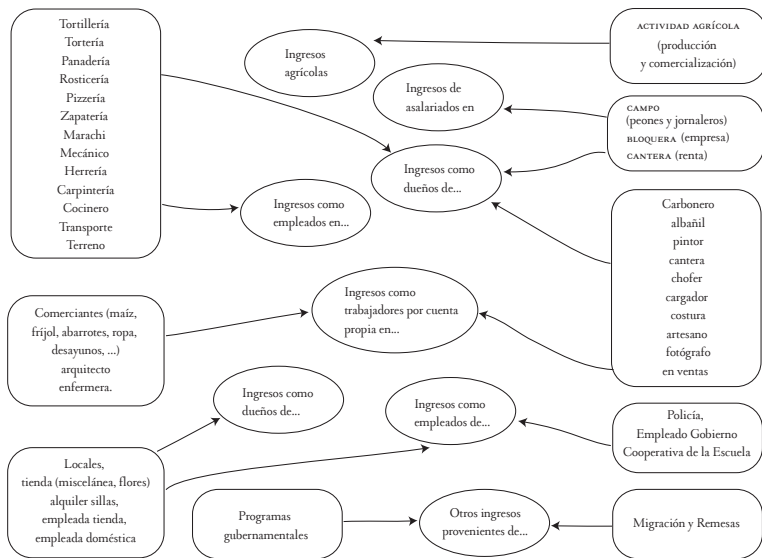 Tortillería
Tortería
Panadería
Rosticería
Pizzería
Zapatería
Marachi
Mecánico
Herrería
Carpintería
Cocinero
Transporte
Terreno
Ingresos
agrícolas
ACTIVIDAD AGRÍCOLA
(producción
y comercialización)
Ingresos de
asalariados en
CAMPO
(peones y jornaleros)
BLOQUERA (empresa)
CANTERA (renta)
Ingresos como
dueños de...
Ingresos como
empleados en...
Carbonero
albañil
pintor
cantera
chofer
cargador
costura
artesano
fotógrafo
en ventas
Comerciantes (maíz,
frijol, abarrotes, ropa,
desayunos, ...)
arquitecto
enfermera.
Ingresos como
trabajadores por cuenta
propia en...
Ingresos como
dueños de...
Ingresos como
empleados de...
Policía,
Empleado Gobierno
Cooperativa de la Escuela
Locales,
tienda (miscelánea, flores)
alquiler sillas,
empleada tienda,
empleada doméstica
Programas
gubernamentales
Otros ingresos
provenientes de...
Migración y Remesas